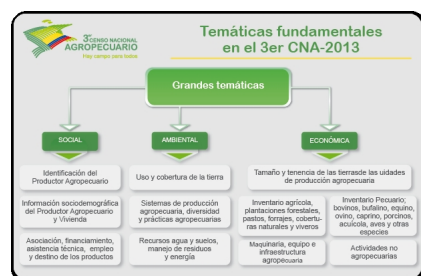 3er CENSO NACIONAL
AGROPECUARIO
Hay campo para todos
Temáticas fundamentales
en el 3er CNA-2013
Grandes temáticas
SOCIAL
AMBIENTAL
ECONÓMICA
Identificación del
Productor Agropecuario
Información sociodemográfica
del Productor Agropecuario
y Vivienda
Asociación, financiamiento,
asistencia técnica, empleo
y destino de los productos
Uso y cobertura de la tierra
Sistemas de producción
agropecuaria, diversidad
y prácticas agropecuarias
Recursos agua y suelos,
manejo de residuos
y energía
Tamaño y tenencia de las tierrasde las uidades
de producción agropecuaria
Inventario agrícola,
plantaciones forestales,
pastos, forrajes, cobertu-
ras naturales y viveros
Maquinaria, equipo e
infraestructura
agropecuaria
Inventario Pecuario;
bovinos, bufalino, equino,
ovino, caprino, porcinos,
acuícola, aves y otras
especies
Actividades no
agropecuarias